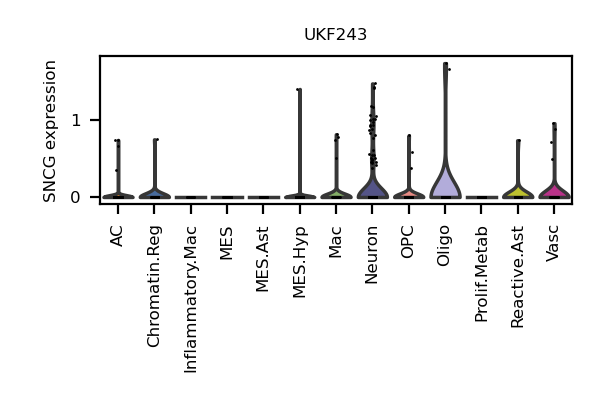 UKF243
SNCG expression
1
0
AC
Chromatin.Reg
Inflammatory.Mac
MES
MES.Ast
MES.Hyp
Mac
Neuron
OPC
Oligo
Prolif.Metab
Reactive.Ast
Vasc